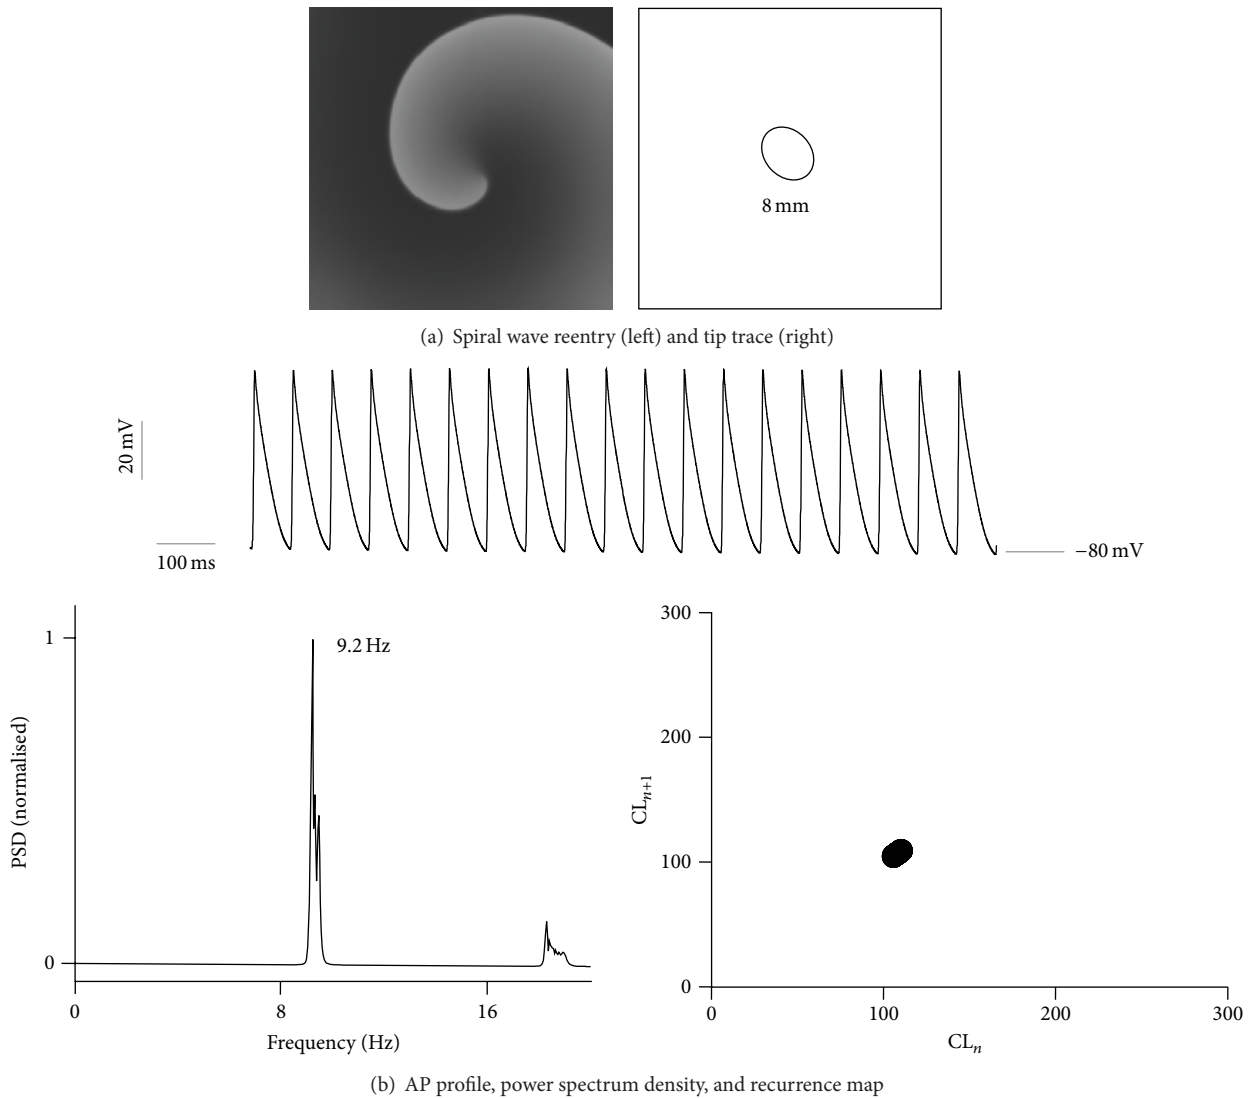 8 mm
(a) Spiral wave reentry (left) and tip trace (right)
20 mV
100 ms
−80 mV
1
9.2 Hz
PSD (normalised)
0
0
8
16
Frequency (Hz)
300
200
CLn+1
100
0
0
100
200
300
CLn
(b) AP profile, power spectrum density, and recurrence map